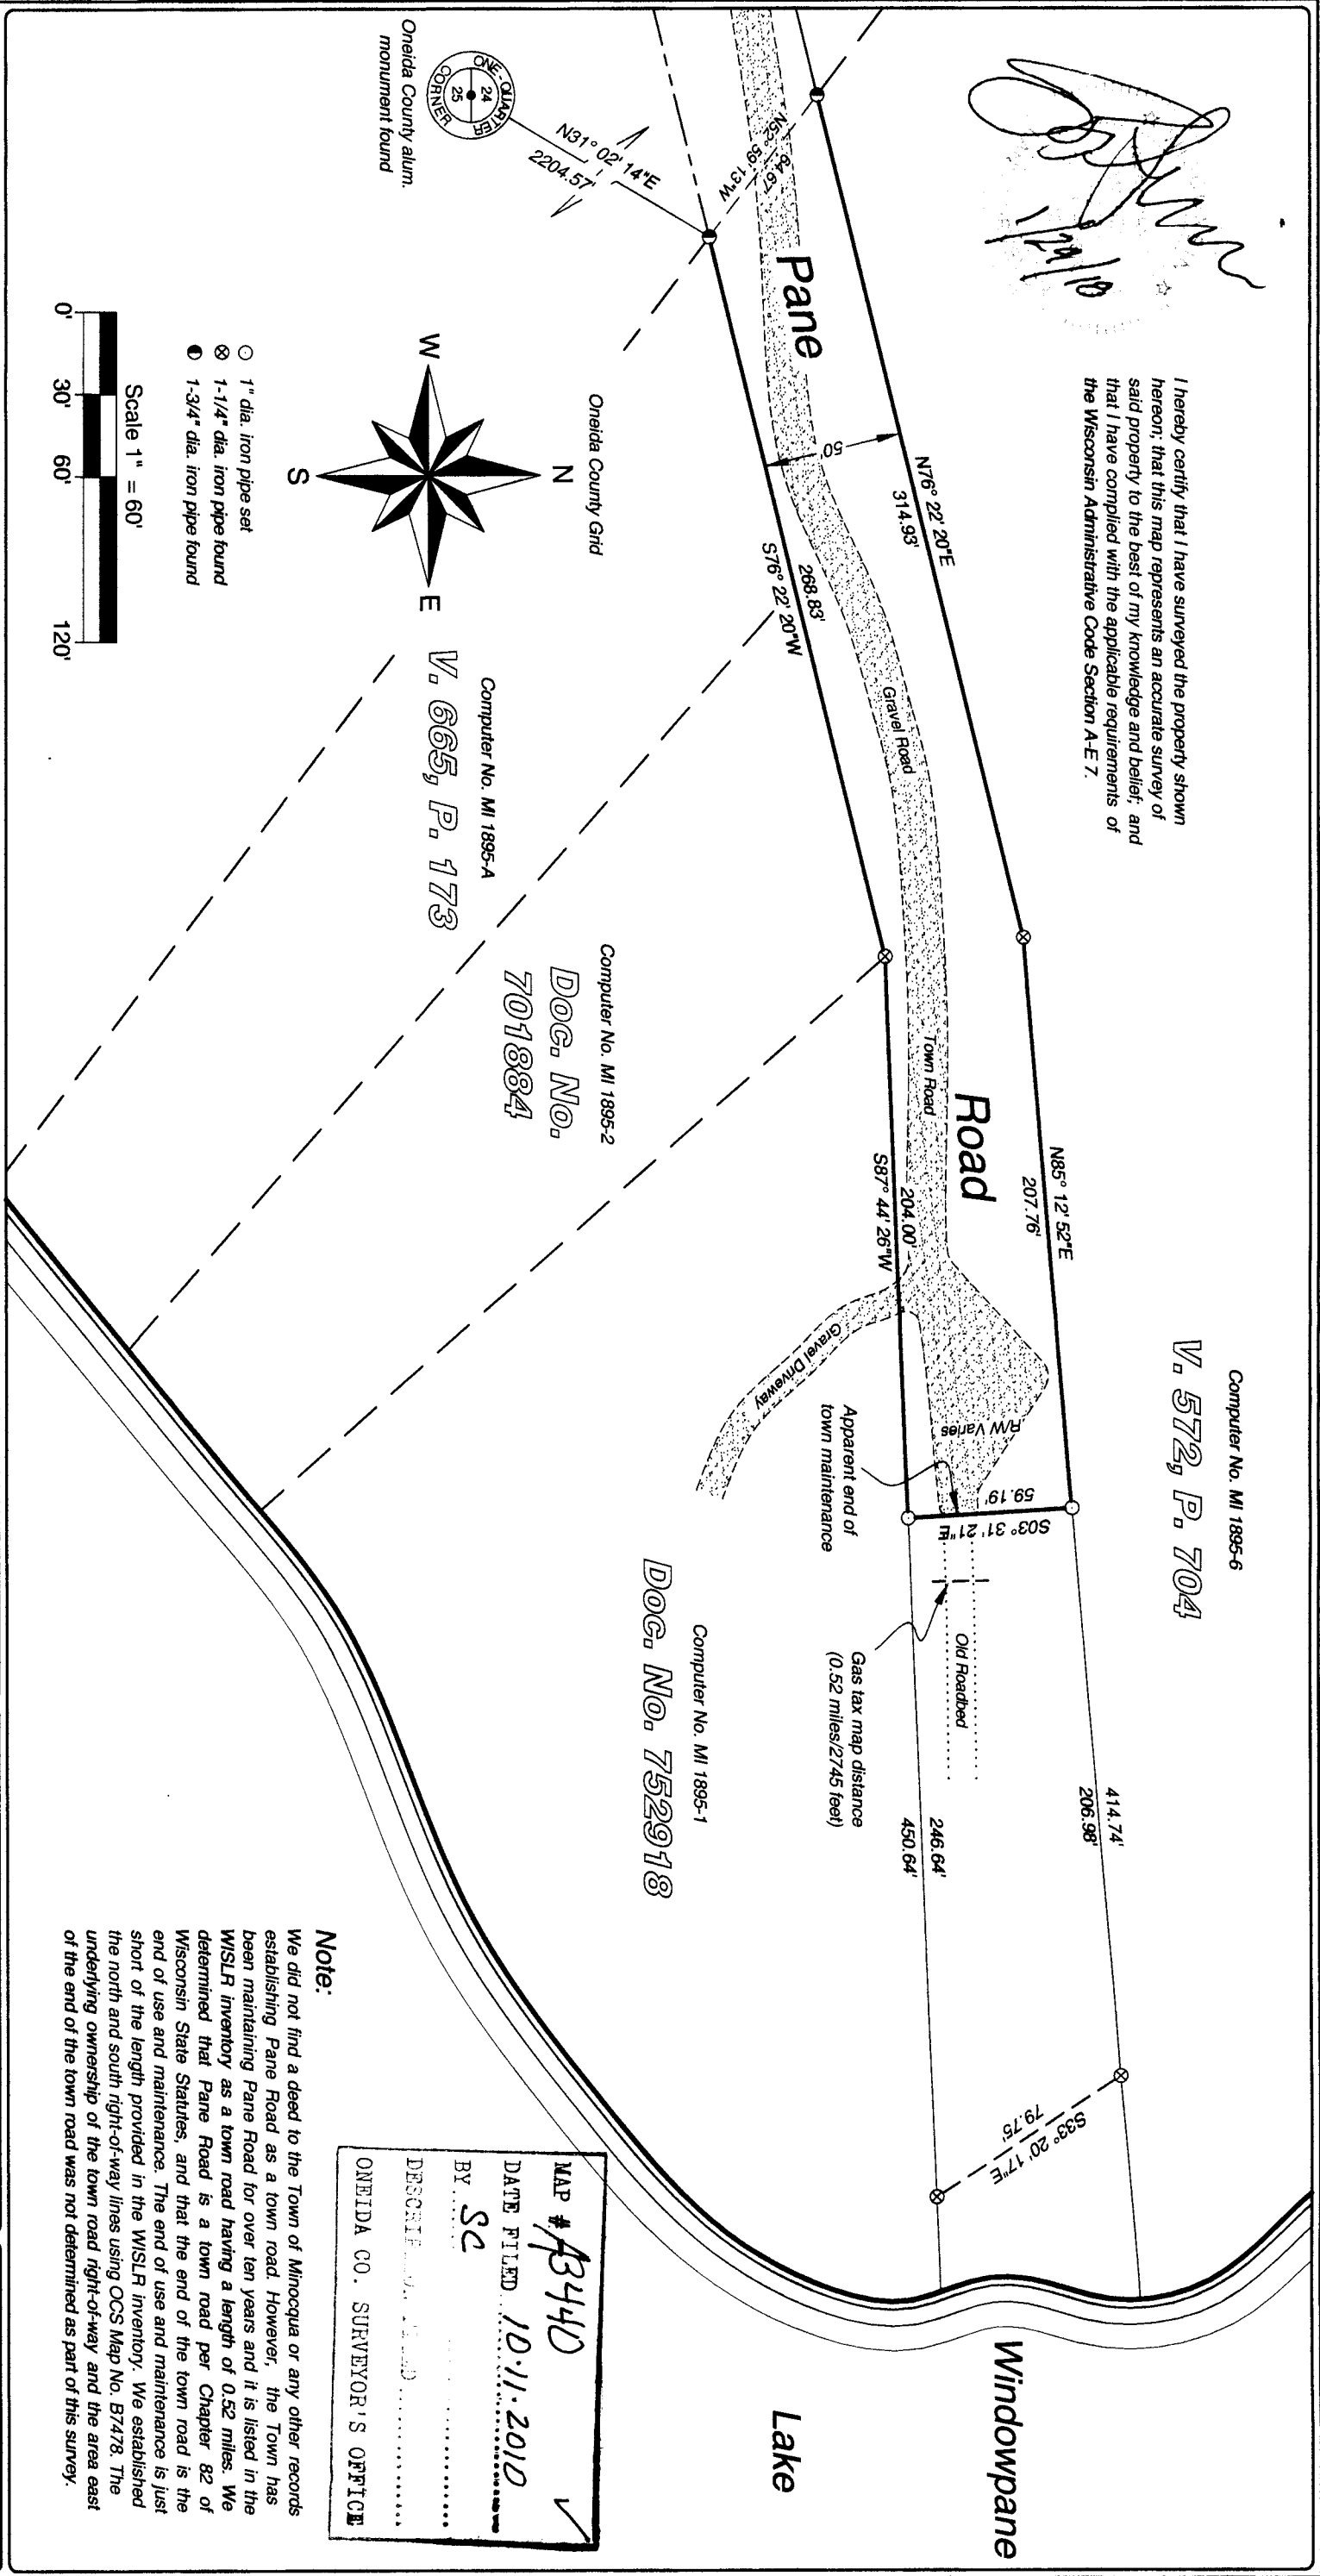 1/29/10
I hereby certify that I have surveyed the property shown
hereon; that this map represents an accurate survey of
said property to the best of my knowledge and belief; and
that I have complied with the applicable requirements of
the Wisconsin Administrative Code Section A-E 7.
Computer No. MI 1895-6
V. 572, P. 704
N76° 22' 20"E
314.93'
N85° 12' 52"E
207.76'
414.74'
206.98'
N52° 59' 13"W
64.67'
Pane
Road
50'
Gravel Road
Town Road
R/W Varies
59.19'
S03° 31' 21"E
Old Roadbed
S33° 20' 17"E
79.75'
Windowpane
Lake
268.83'
S76° 22' 20"W
204.00'
S87° 44' 26"W
246.64'
450.64'
Gravel Driveway
Apparent end of
town maintenance
Gas tax map distance
(0.52 miles/2745 feet)
Computer No. MI 1895-1
Doc. No. 752918
Computer No. MI 1895-2
Doc. No.
701884
Computer No. MI 1895-A
V. 665, P. 173
N31° 02' 14"E
2204.57'
ONE-QUARTER
24
25
CORNER
Oneida County alum.
monument found
Oneida County Grid
N
W
E
S
1" dia. iron pipe set
1-1/4" dia. iron pipe found
1-3/4" dia. iron pipe found
Scale 1" = 60'
0' 30' 60' 120'
MAP # A3440
DATE FILED 10-11-2010
BY SC
ONEIDA CO. SURVEYOR'S OFFICE
Note:
We did not find a deed to the Town of Minocqua or any other records
establishing Pane Road as a town road. However, the Town has
been maintaining Pane Road for over ten years and it is listed in the
WISLR inventory as a town road having a length of 0.52 miles. We
determined that Pane Road is a town road per Chapter 82 of
Wisconsin State Statutes, and that the end of the town road is the
end of use and maintenance. The end of use and maintenance is just
short of the length provided in the WISLR inventory. We established
the north and south right-of-way lines using OCS Map No. B7478. The
underlying ownership of the town road right-of-way and the area east
of the end of the town road was not determined as part of this survey.